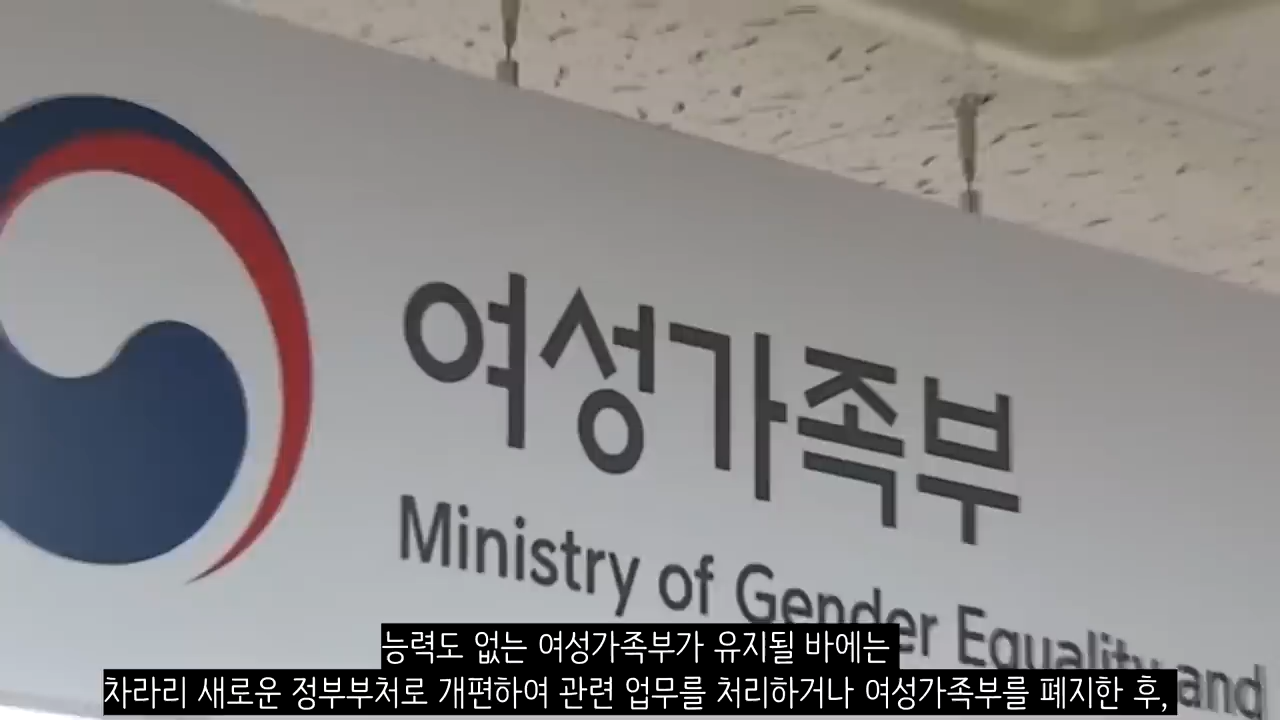 여성가족부
Ministry of Gender Equality and
능력도 없는 여성가족부가 유지될 바에는
차라리 새로운 정부부처로 개편하여 관련 업무를 처리하거나 여성가족부를 폐지한 후,